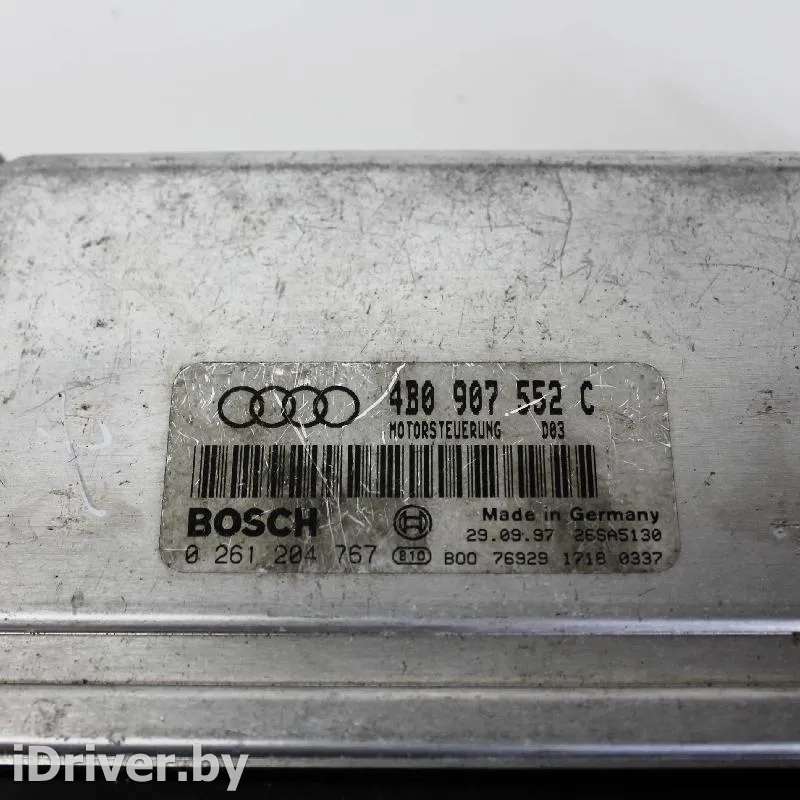 4B0 907 552 C
MOTORSTEUERUNG D03
BOSCH
Made in Germany
29.09.97 26SA5130
0 261 204 767 B10 B00 76929 1718 0337
iDriver.by